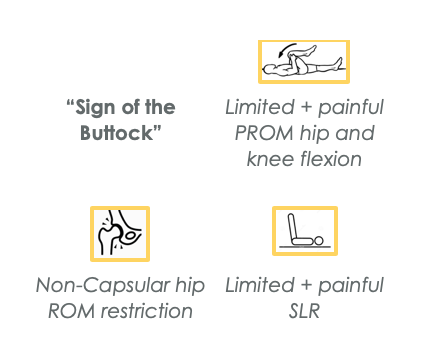 “Sign of the
Buttock”
Limited + painful
PROM hip and
knee flexion
Non-Capsular hip
ROM restriction
Limited + painful
SLR